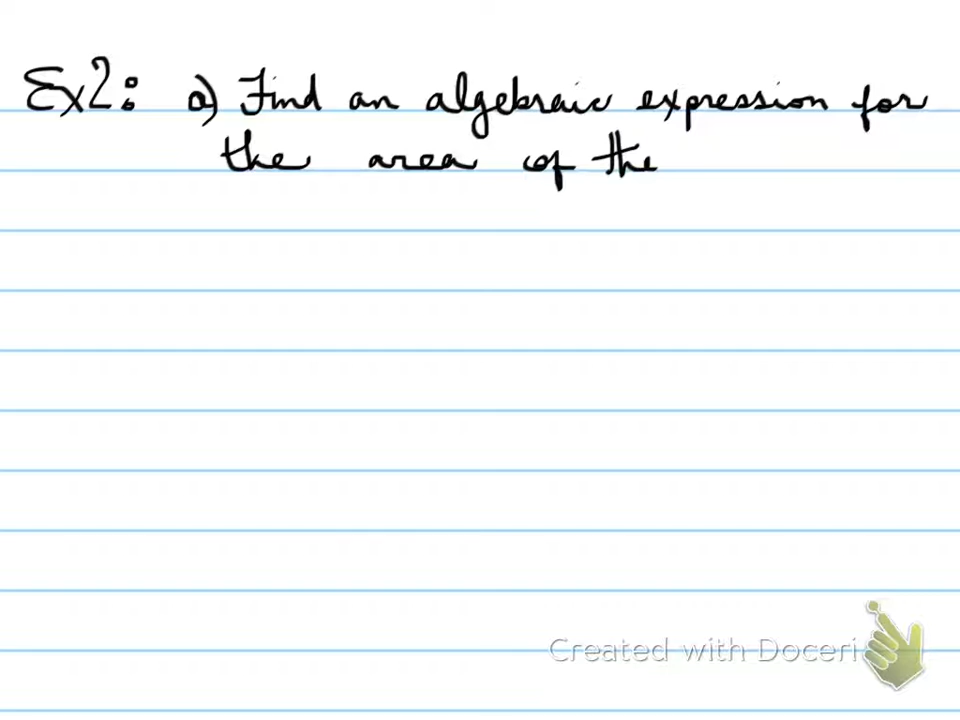 Ex2: a) Find an algebraic expression for
the area of the
Created with Doceri